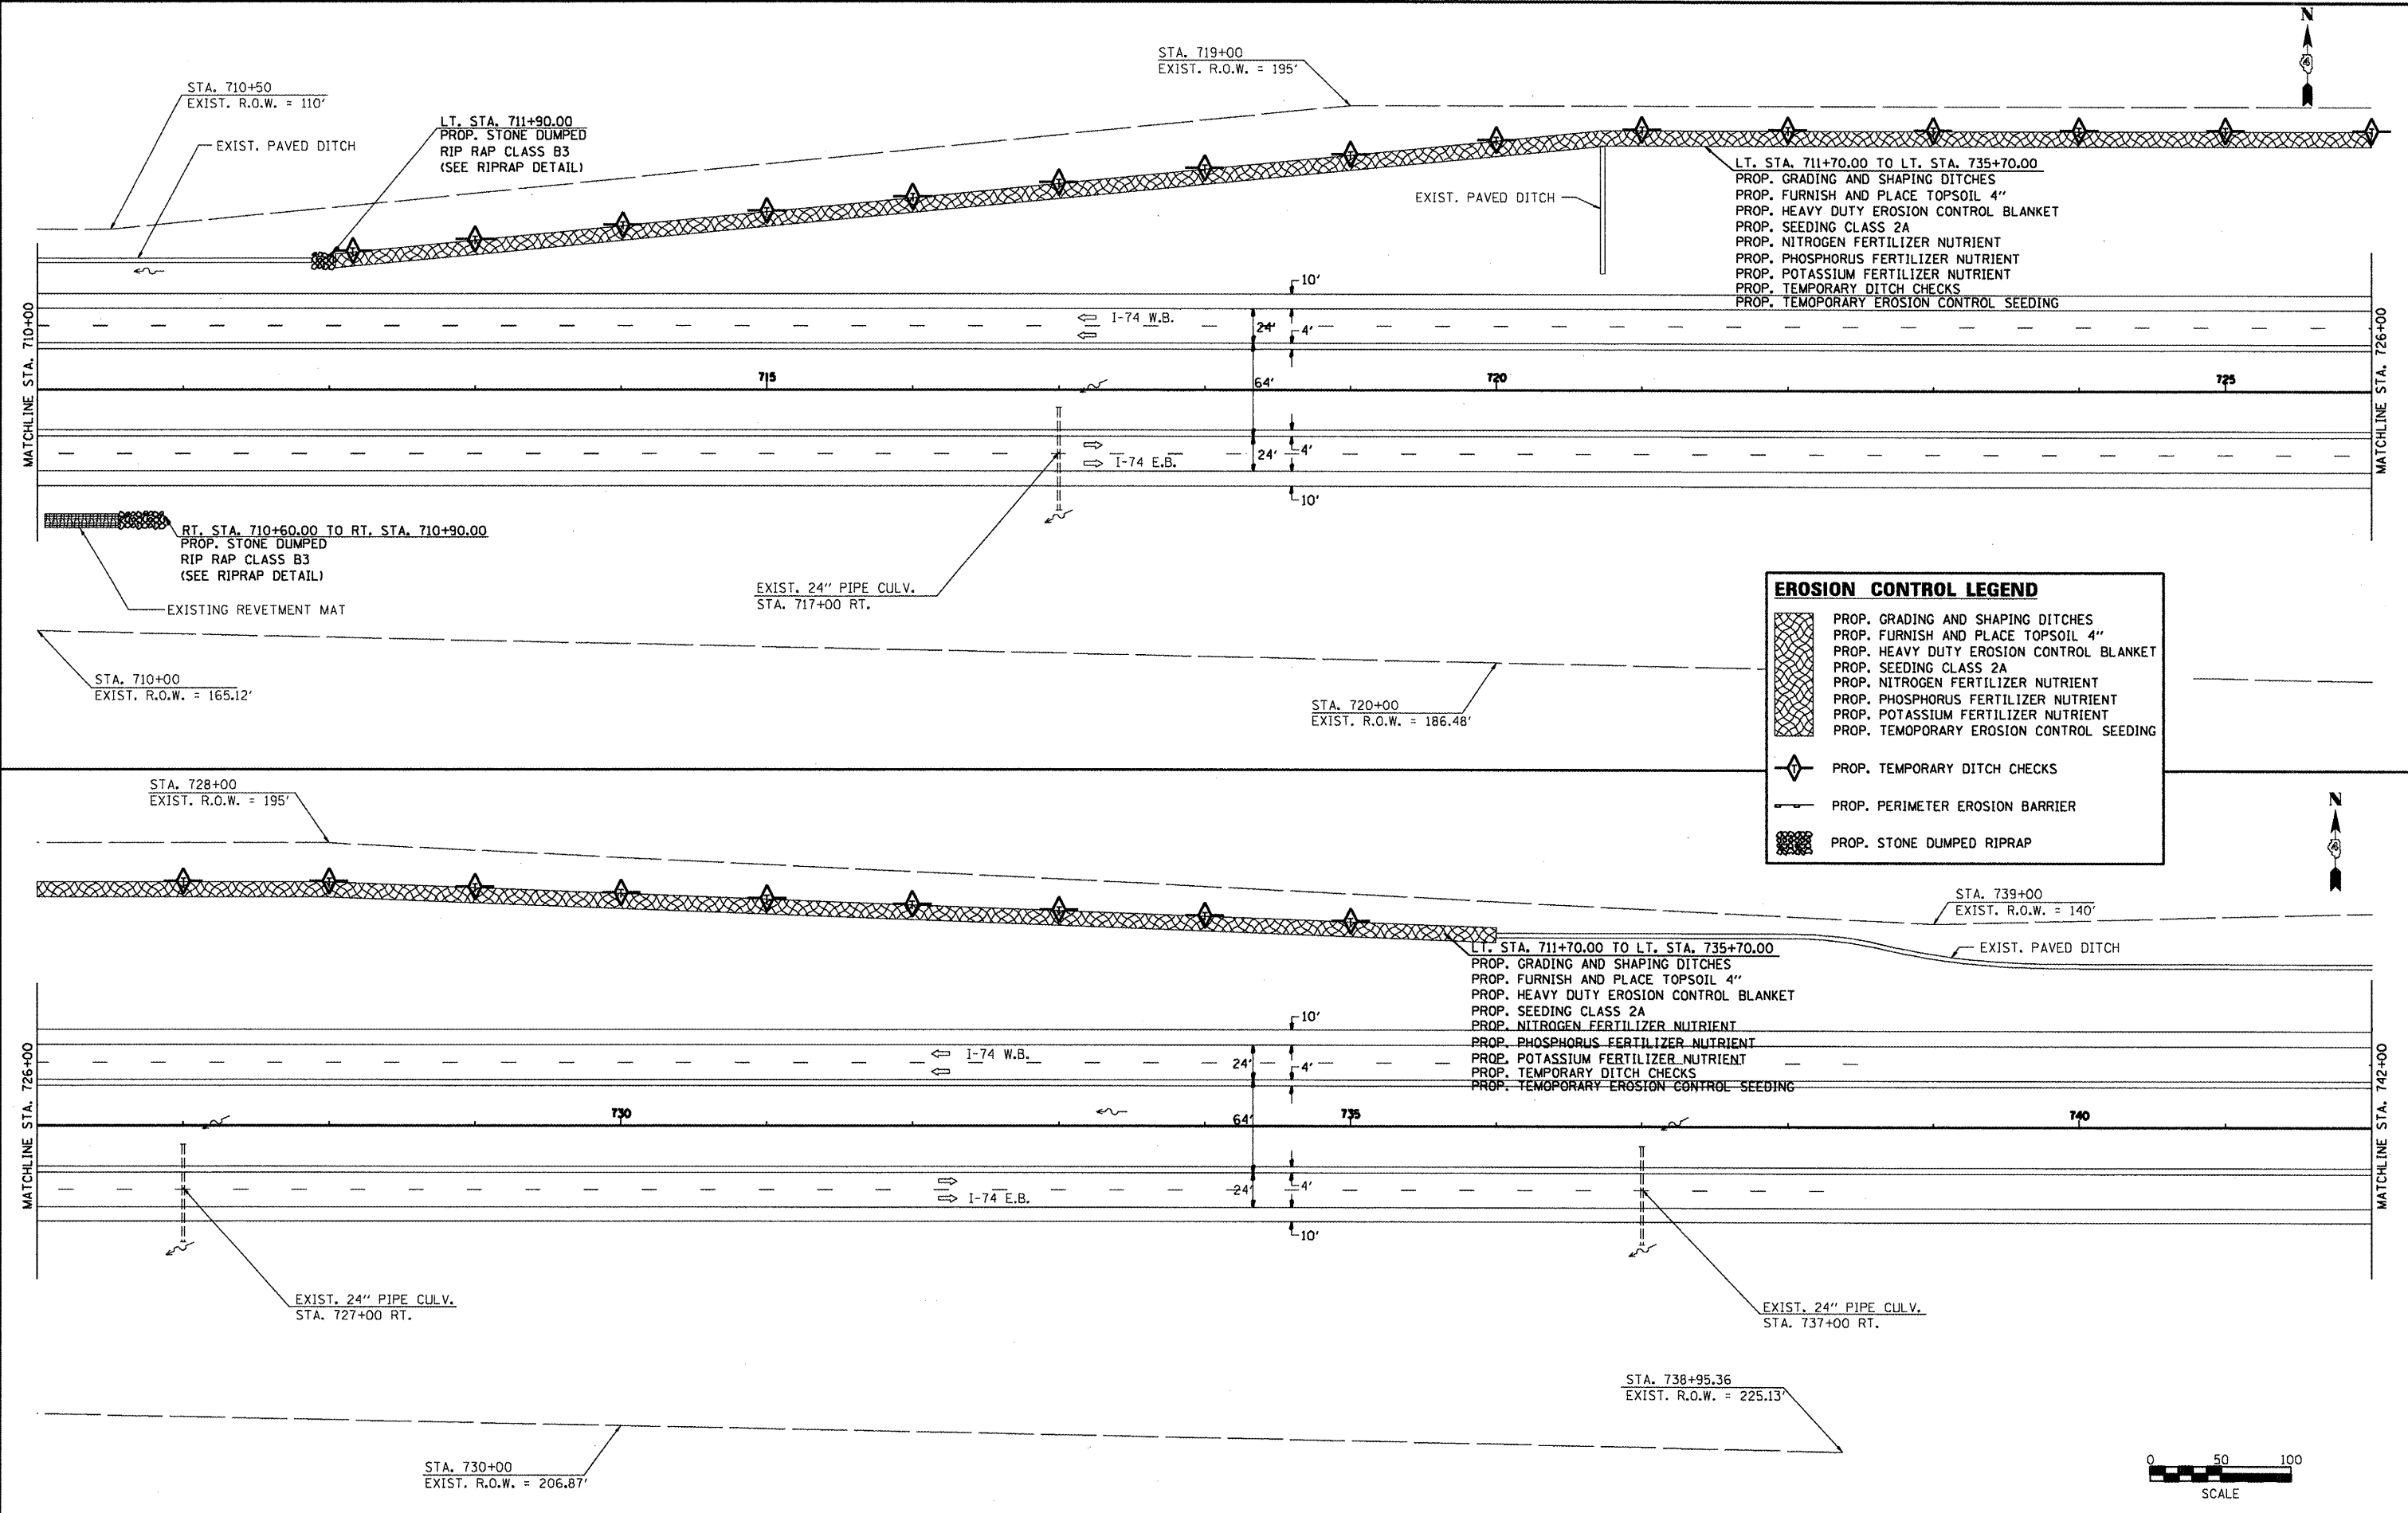 N
STA. 719+00
EXIST. R.O.W. = 195'
STA. 710+50
EXIST. R.O.W. = 110'
EXIST. PAVED DITCH
LT. STA. 711+90.00
PROP. STONE DUMPED
RIP RAP CLASS B3
(SEE RIPRAP DETAIL)
EXIST. PAVED DITCH
LT. STA. 711+70.00 TO LT. STA. 735+70.00
PROP. GRADING AND SHAPING DITCHES
PROP. FURNISH AND PLACE TOPSOIL 4"
PROP. HEAVY DUTY EROSION CONTROL BLANKET
PROP. SEEDING CLASS 2A
PROP. NITROGEN FERTILIZER NUTRIENT
PROP. PHOSPHORUS FERTILIZER NUTRIENT
PROP. POTASSIUM FERTILIZER NUTRIENT
PROP. TEMPORARY DITCH CHECKS
PROP. TEMOPORARY EROSION CONTROL SEEDING
10'
I-74 W.B.
24'
4'
MATCHLINE STA. 710+00
MATCHLINE STA. 726+00
715
720
725
64'
I-74 E.B.
24'
4'
10'
RT. STA. 710+60.00 TO RT. STA. 710+90.00
PROP. STONE DUMPED
RIP RAP CLASS B3
(SEE RIPRAP DETAIL)
EXISTING REVETMENT MAT
EXIST. 24" PIPE CULV.
STA. 717+00 RT.
STA. 710+00
EXIST. R.O.W. = 165.12'
STA. 720+00
EXIST. R.O.W. = 186.48'
EROSION CONTROL LEGEND
PROP. GRADING AND SHAPING DITCHES
PROP. FURNISH AND PLACE TOPSOIL 4"
PROP. HEAVY DUTY EROSION CONTROL BLANKET
PROP. SEEDING CLASS 2A
PROP. NITROGEN FERTILIZER NUTRIENT
PROP. PHOSPHORUS FERTILIZER NUTRIENT
PROP. POTASSIUM FERTILIZER NUTRIENT
PROP. TEMOPORARY EROSION CONTROL SEEDING
T PROP. TEMPORARY DITCH CHECKS
PROP. PERIMETER EROSION BARRIER
PROP. STONE DUMPED RIPRAP
N
STA. 728+00
EXIST. R.O.W. = 195'
STA. 739+00
EXIST. R.O.W. = 140'
EXIST. PAVED DITCH
LT. STA. 711+70.00 TO LT. STA. 735+70.00
PROP. GRADING AND SHAPING DITCHES
PROP. FURNISH AND PLACE TOPSOIL 4"
PROP. HEAVY DUTY EROSION CONTROL BLANKET
PROP. SEEDING CLASS 2A
PROP. NITROGEN FERTILIZER NUTRIENT
PROP. PHOSPHORUS FERTILIZER NUTRIENT
PROP. POTASSIUM FERTILIZER NUTRIENT
PROP. TEMPORARY DITCH CHECKS
PROP. TEMOPORARY EROSION CONTROL SEEDING
10'
I-74 W.B.
24'
4'
MATCHLINE STA. 726+00
MATCHLINE STA. 742+00
730
735
740
64'
I-74 E.B.
24'
4'
10'
EXIST. 24" PIPE CULV.
STA. 727+00 RT.
EXIST. 24" PIPE CULV.
STA. 737+00 RT.
STA. 738+95.36
EXIST. R.O.W. = 225.13'
STA. 730+00
EXIST. R.O.W. = 206.87'
0 50 100
SCALE